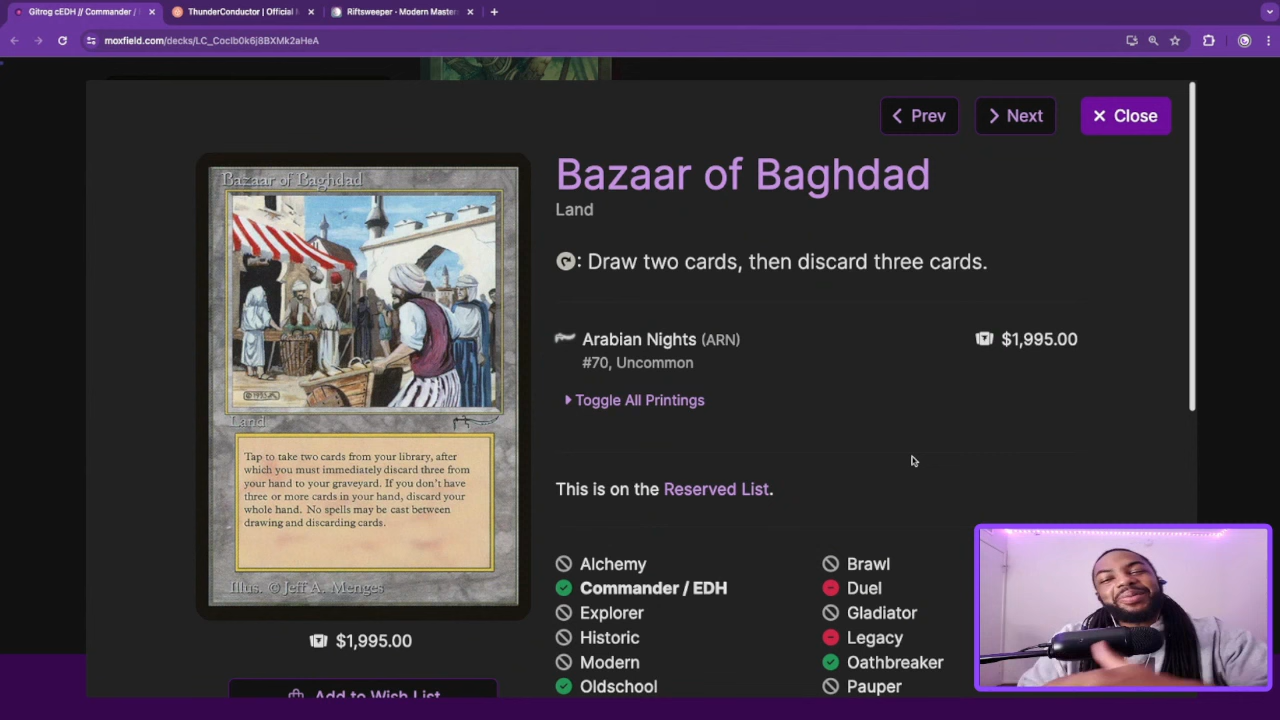 Gitrog cEDH // Commander /
ThunderConductor | Official
Riftsweeper - Modern Master
moxfield.com/decks/LC_CocIb0k6j8BXMk2aHeA
Prev
Next
Close
Bazaar of Baghdad
Land
: Draw two cards, then discard three cards.
Arabian Nights (ARN)
$1,995.00
#70, Uncommon
Toggle All Printings
This is on the Reserved List.
Alchemy
Brawl
Commander / EDH
Duel
Explorer
Gladiator
Historic
Legacy
Modern
Oathbreaker
Oldschool
Pauper
Bazaar of Baghdad
Land
Tap to take two cards from your library, after
which you must immediately discard three from
your hand to your graveyard. If you don't have
three or more cards in your hand, discard your
whole hand. No spells may be cast between
drawing and discarding cards.
Illus. © Jeff A. Menges
$1,995.00
Add to Wish List